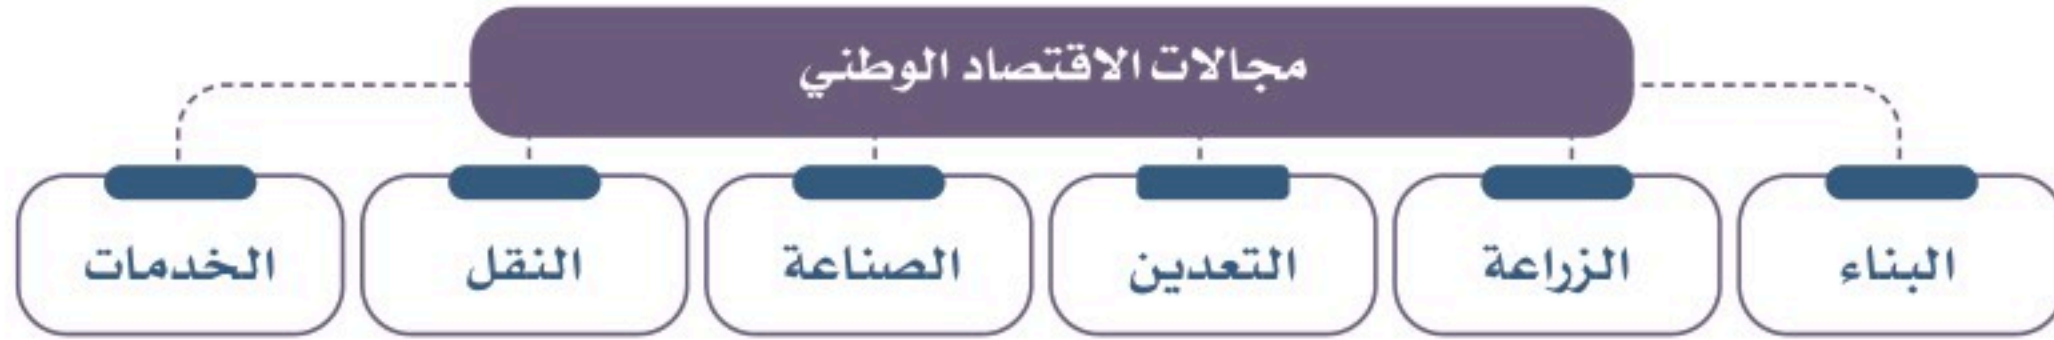 مجالات الاقتصاد الوطني
البناء
الزراعة
التعدين
الصناعة
النقل
الخدمات